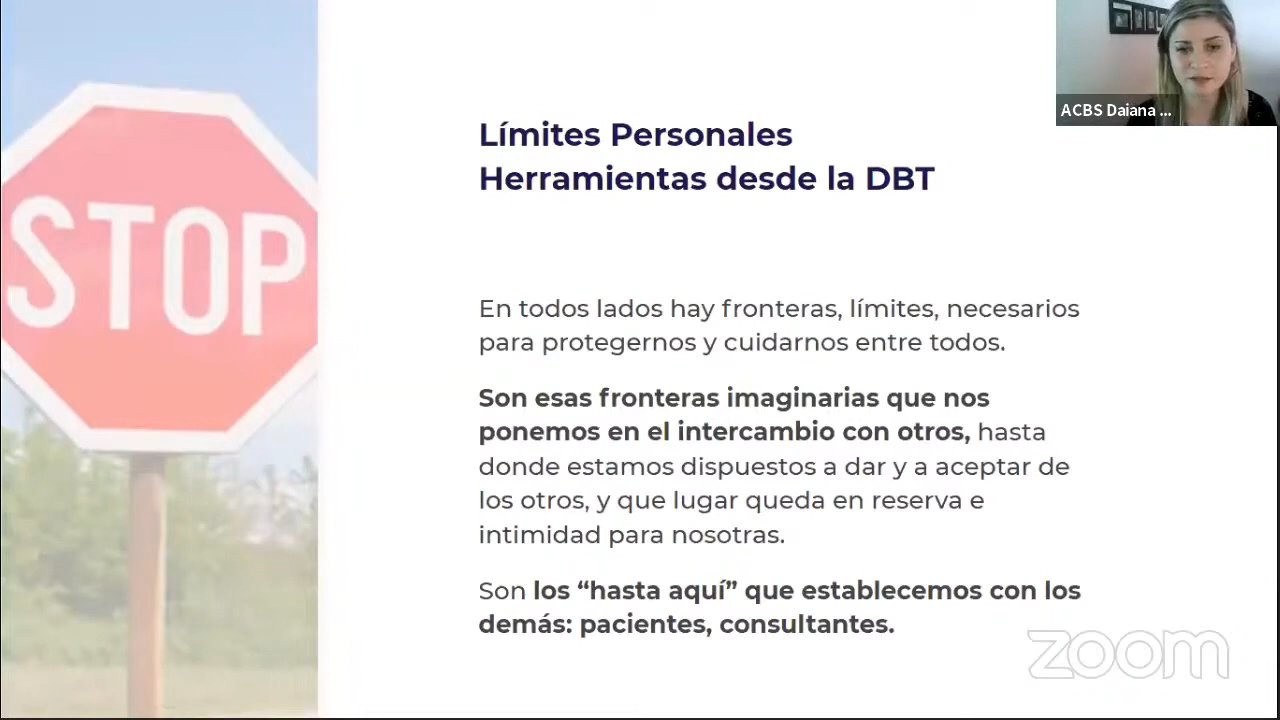 STOP
ACBS Daiana ...
Límites Personales
Herramientas desde la DBT
En todos lados hay fronteras, límites, necesarios
para protegernos y cuidarnos entre todos.
Son esas fronteras imaginarias que nos
ponemos en el intercambio con otros, hasta
donde estamos dispuestos a dar y a aceptar de
los otros, y que lugar queda en reserva e
intimidad para nosotras.
Son los “hasta aquí” que establecemos con los
demás: pacientes, consultantes.
zoom